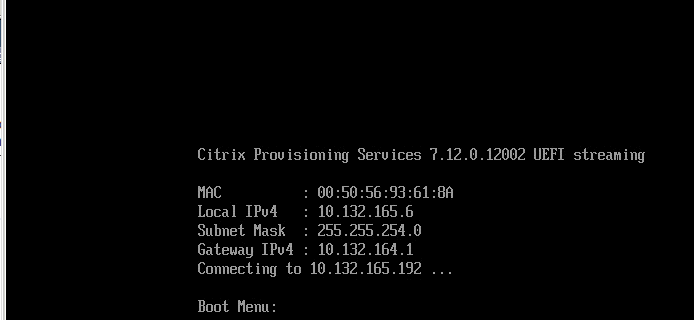 Citrix Provisioning Services 7.12.0.12002 UEFI streaming
MAC : 00:50:56:93:61:8A
Local IPv4 : 10.132.165.6
Subnet Mask : 255.255.254.0
Gateway IPv4 : 10.132.164.1
Connecting to 10.132.165.192 ...
Boot Menu: